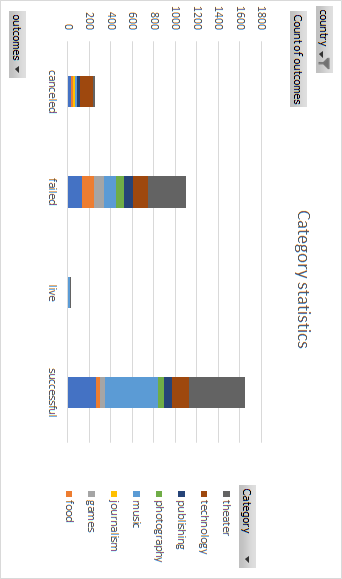 country
Count of outcomes
Category statistics
1800
1600
1400
1200
1000
800
600
400
200
0
canceled
failed
live
successful
Category
theater
technology
publishing
photography
music
journalism
games
food
outcomes